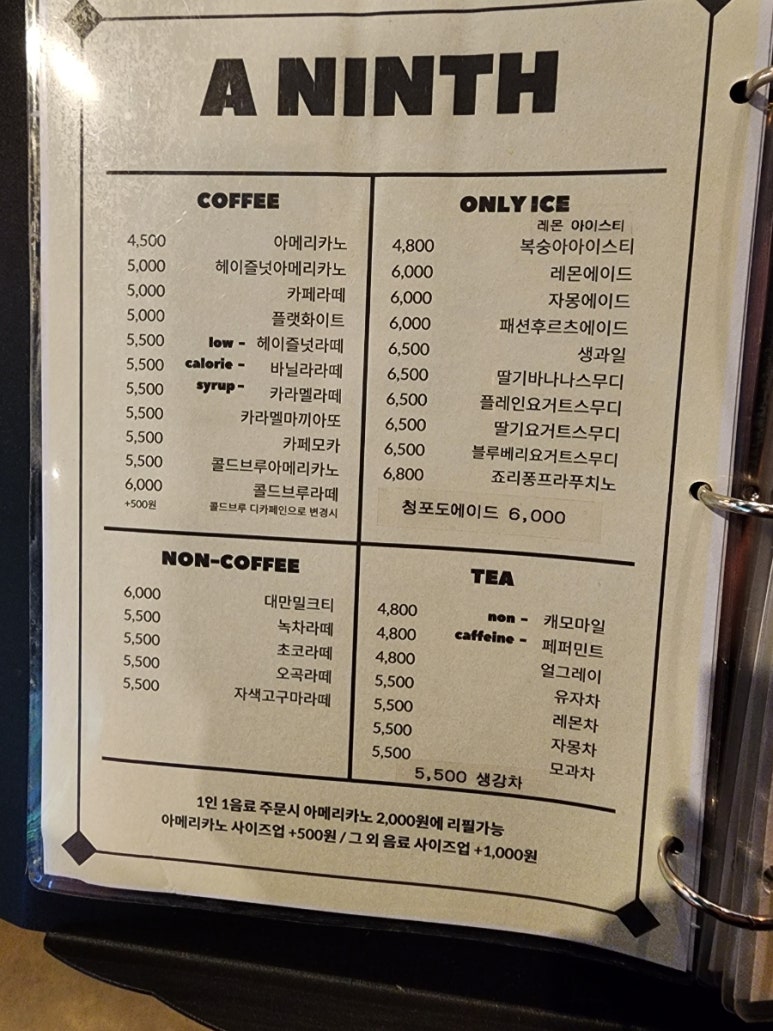 A NINTH
COFFEE
4,500 아메리카노
5,000 헤이즐넛아메리카노
5,000 카페라떼
5,000 플랫화이트
5,500 low - 헤이즐넛라떼
5,500 calorie - 바닐라라떼
5,500 syrup - 카라멜라떼
5,500 카라멜마끼아또
5,500 카페모카
5,500 콜드브루아메리카노
6,000 콜드브루라떼
+500원 콜드브루 디카페인으로 변경시
ONLY ICE
레몬 아이스티
4,800 복숭아아이스티
6,000 레몬에이드
6,000 자몽에이드
6,000 패션후르츠에이드
6,500 생과일
6,500 딸기바나나스무디
6,500 플레인요거트스무디
6,500 딸기요거트스무디
6,500 블루베리요거트스무디
6,800 죠리퐁프라푸치노
청포도에이드 6,000
NON-COFFEE
6,000 대만밀크티
5,500 녹차라떼
5,500 초코라떼
5,500 오곡라떼
5,500 자색고구마라떼
TEA
4,800 non - 캐모마일
4,800 caffeine - 페퍼민트
4,800 얼그레이
5,500 유자차
5,500 레몬차
5,500 자몽차
5,500 모과차
5,500 생강차
1인 1음료 주문시 아메리카노 2,000원에 리필가능
아메리카노 사이즈업 +500원 / 그 외 음료 사이즈업 +1,000원